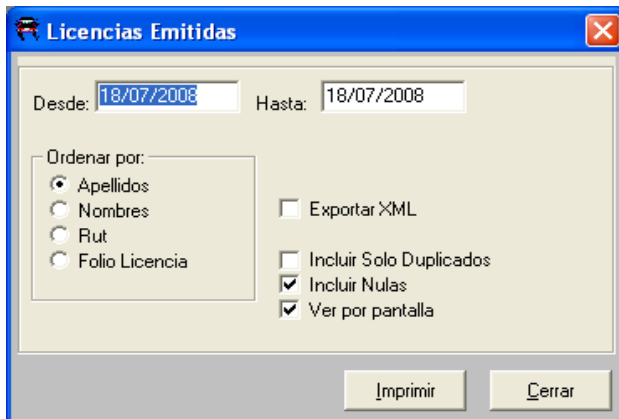 Licencias Emitidas
Desde: 18/07/2008 Hasta: 18/07/2008
Ordenar por:
Apellidos
Nombres
Rut
Folio Licencia
Exportar XML
Incluir Solo Duplicados
Incluir Nulas
Ver por pantalla
Imprimir Cerrar